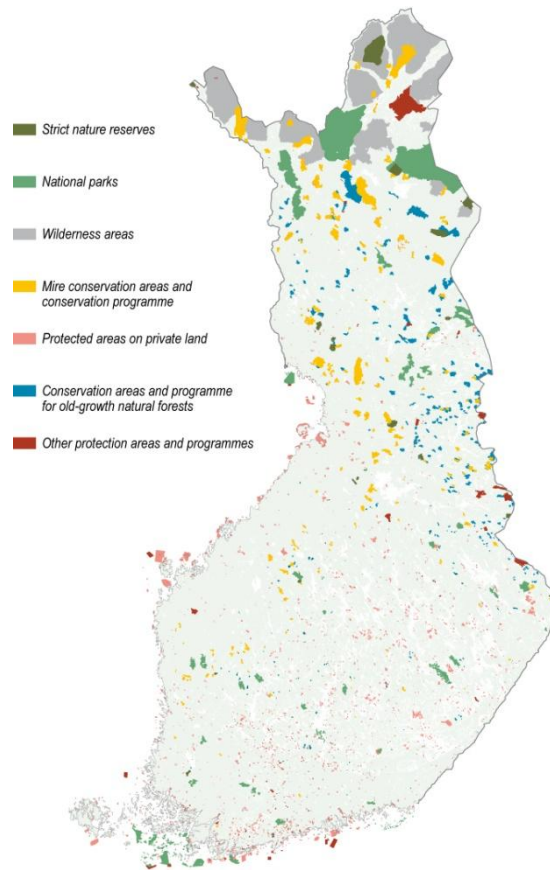 Strict nature reserves
National parks
Wilderness areas
Mire conservation areas and
conservation programme
Protected areas on private land
Conservation areas and programme
for old-growth natural forests
Other protection areas and programmes